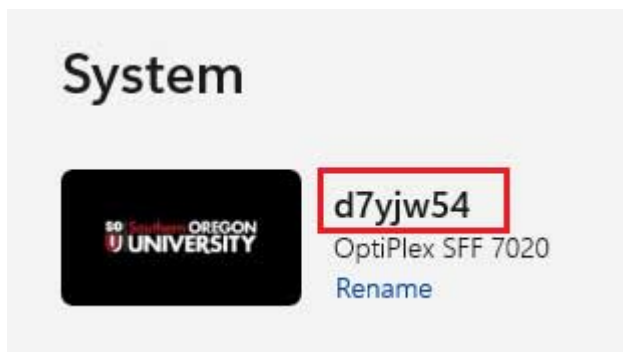 System
SO Southern OREGON
U UNIVERSITY
d7yjw54
OptiPlex SFF 7020
Rename